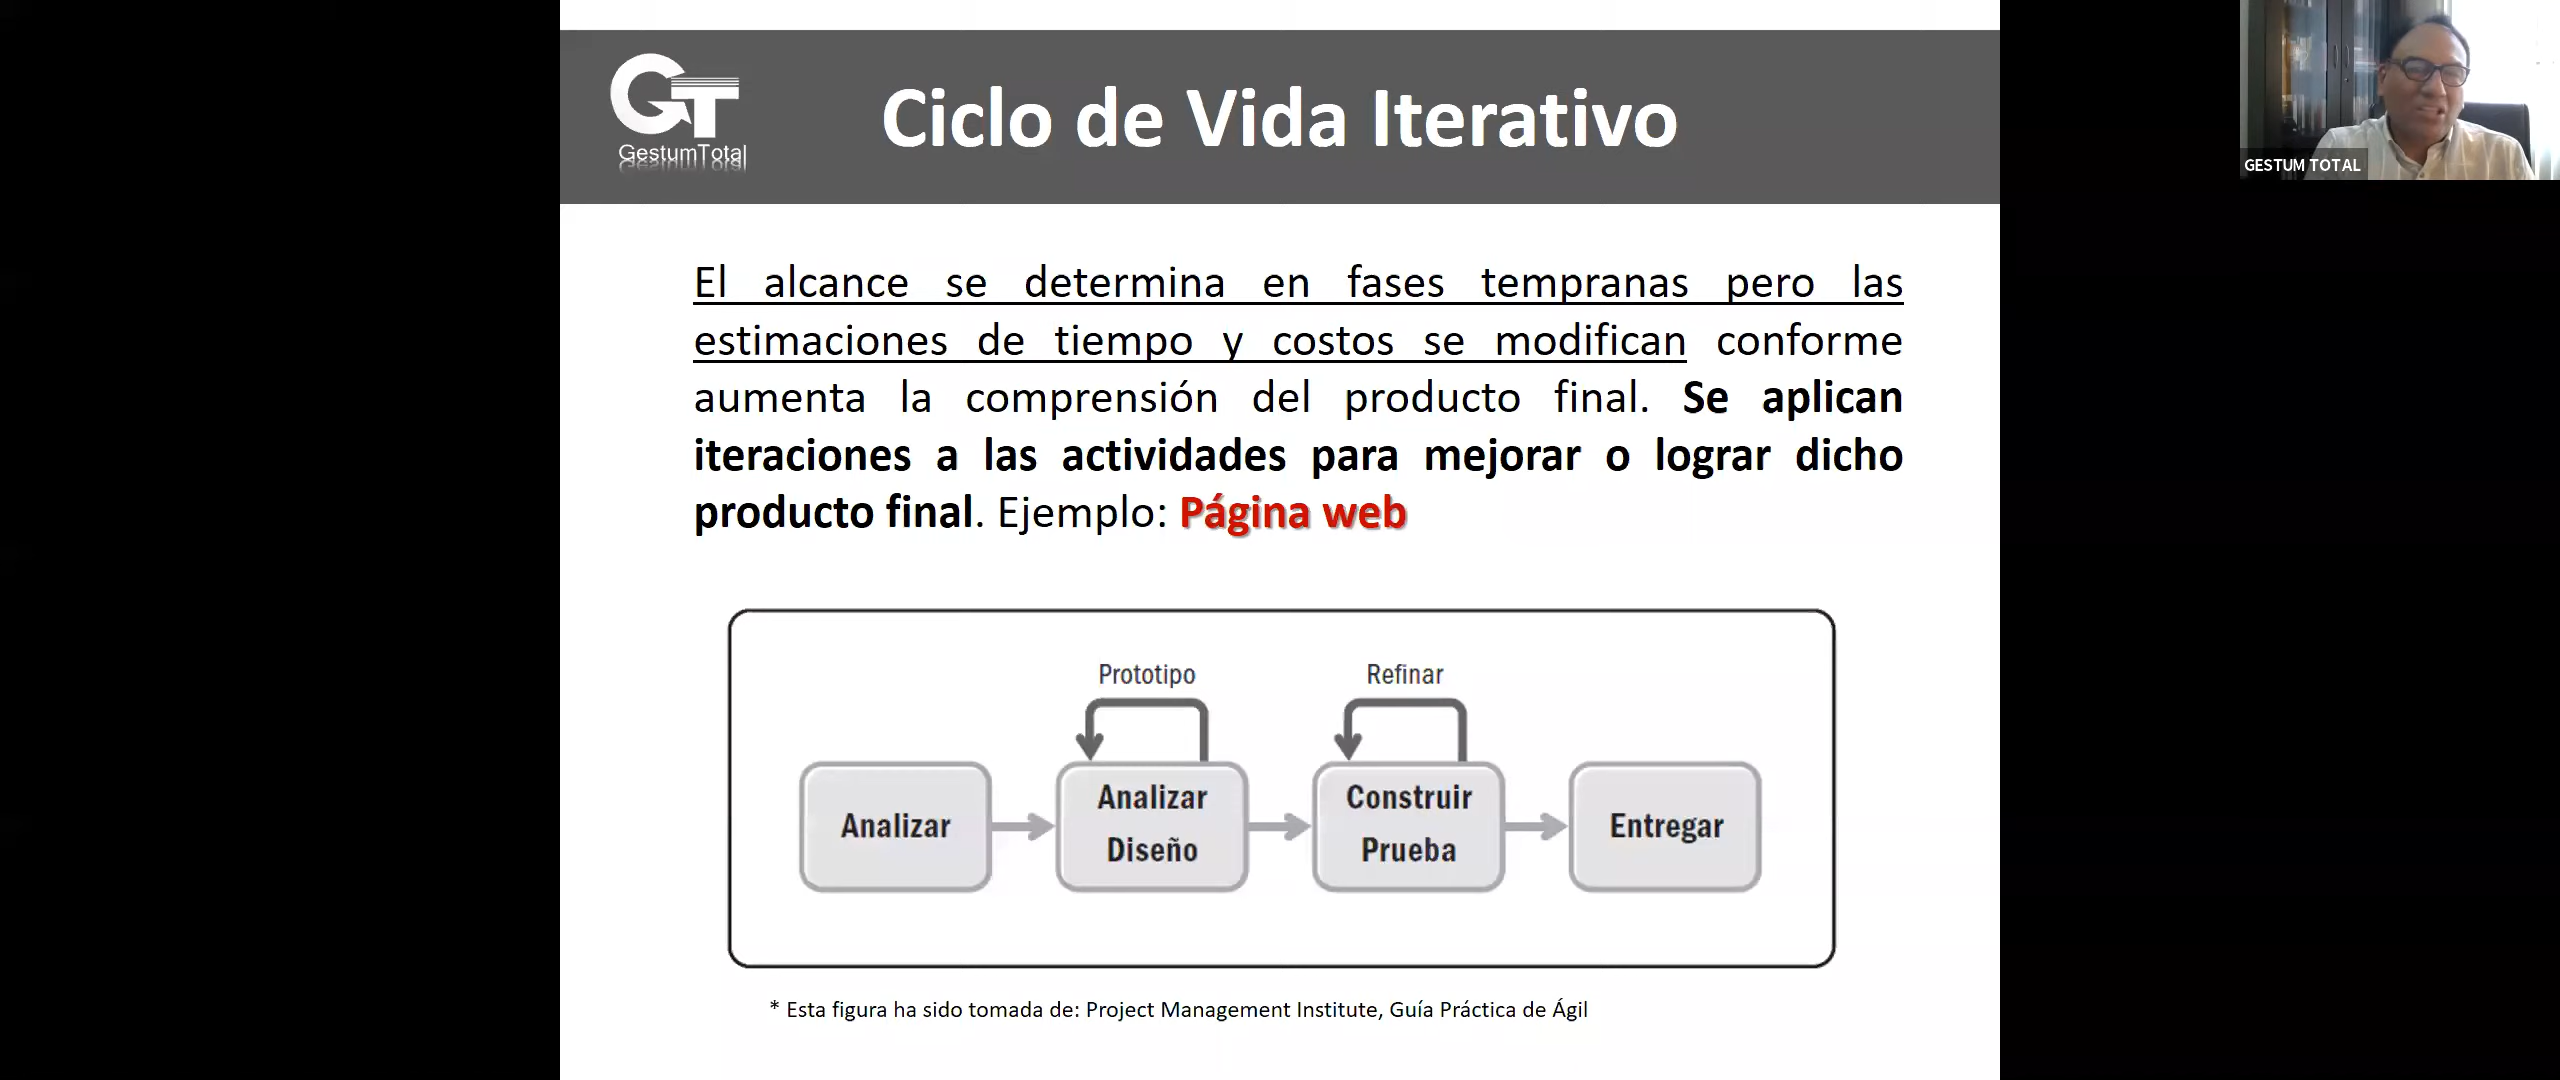 GT
GestumTotal
Ciclo de Vida Iterativo
GESTUM TOTAL
El alcance se determina en fases tempranas pero las
estimaciones de tiempo y costos se modifican conforme
aumenta la comprensión del producto final. Se aplican
iteraciones a las actividades para mejorar o lograr dicho
producto final. Ejemplo: Página web
Prototipo
Refinar
Analizar
Analizar
Diseño
Construir
Prueba
Entregar
* Esta figura ha sido tomada de: Project Management Institute, Guía Práctica de Ágil